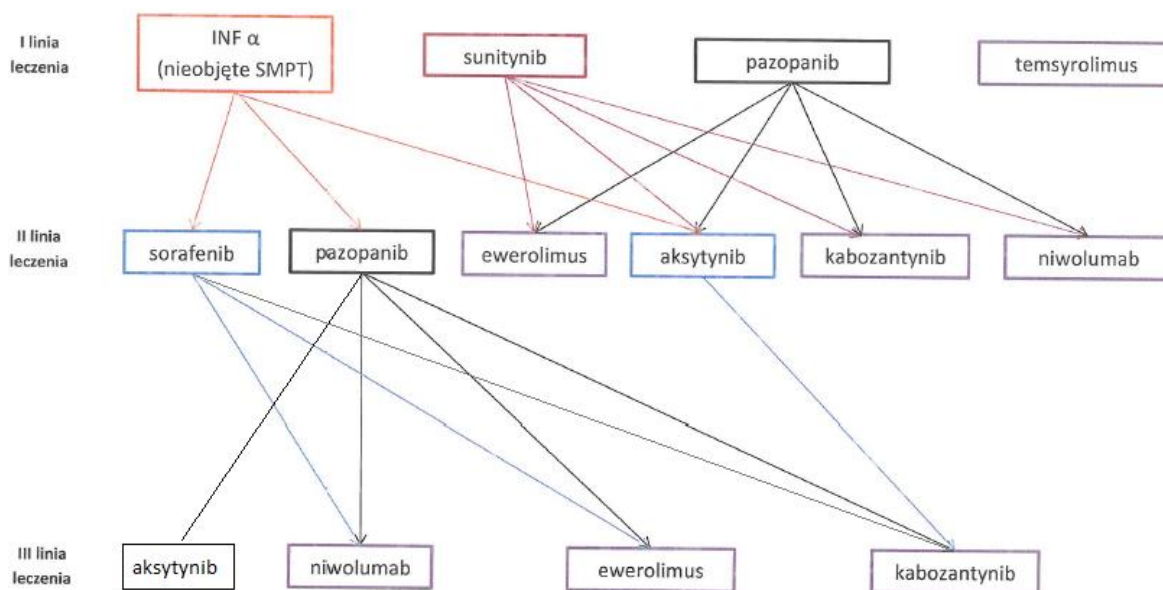 I linia
leczenia
INF α
(nieobjęte SMPT)
sunitynib
pazopanib
temsyrolimus
II linia
leczenia
sorafenib
pazopanib
ewerolimus
aksytynib
kabozantynib
niwolumab
III linia
leczenia
aksytynib
niwolumab
ewerolimus
kabozantynib